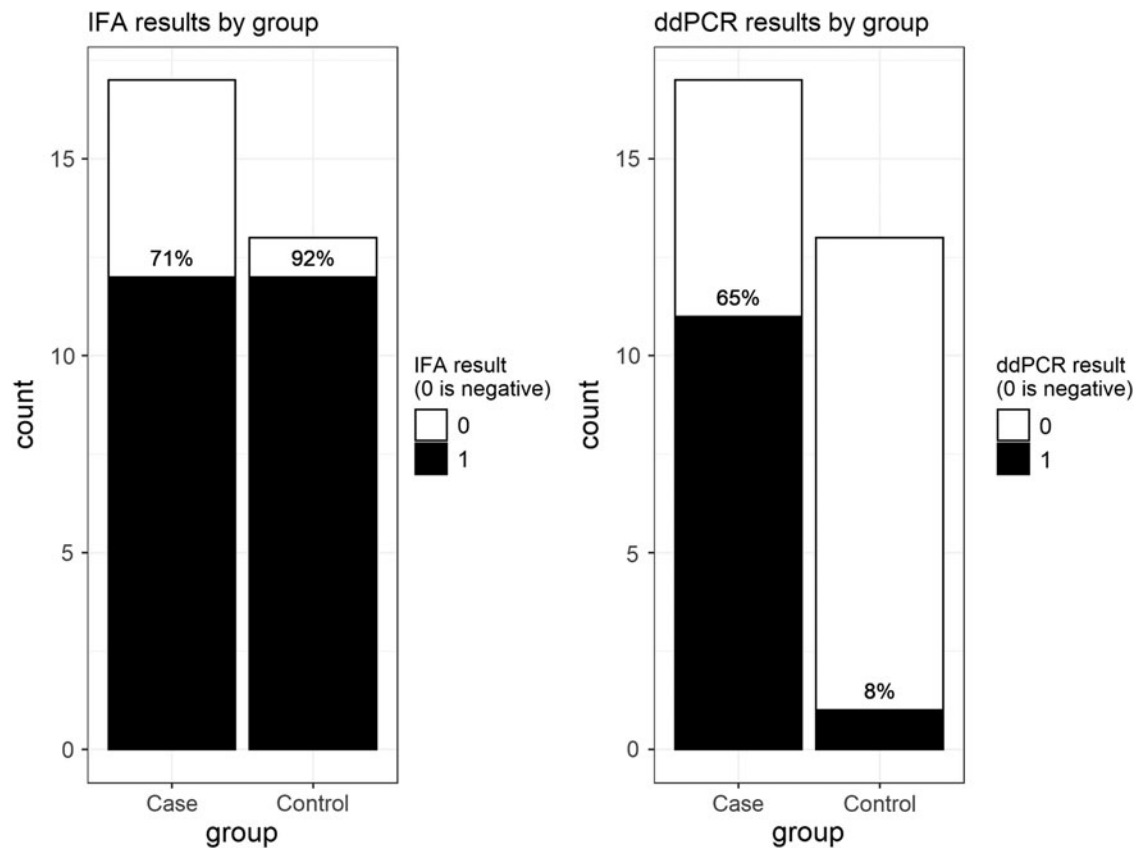 IFA results by group
15
10
5
0
count
71%
92%
Case
Control
group
IFA result
(0 is negative)
0
1
ddPCR results by group
15
10
5
0
count
65%
8%
Case
Control
group
ddPCR result
(0 is negative)
0
1